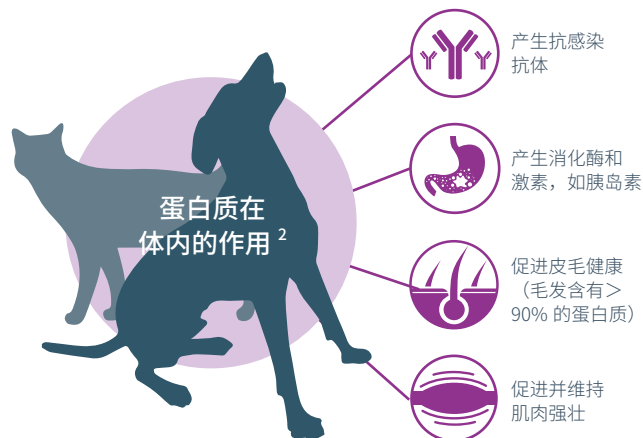 蛋白质在
体内的作用 2
产生抗感染
抗体
产生消化酶和
激素，如胰岛素
促进皮毛健康
（毛发含有＞
90% 的蛋白质）
促进并维持
肌肉强壮